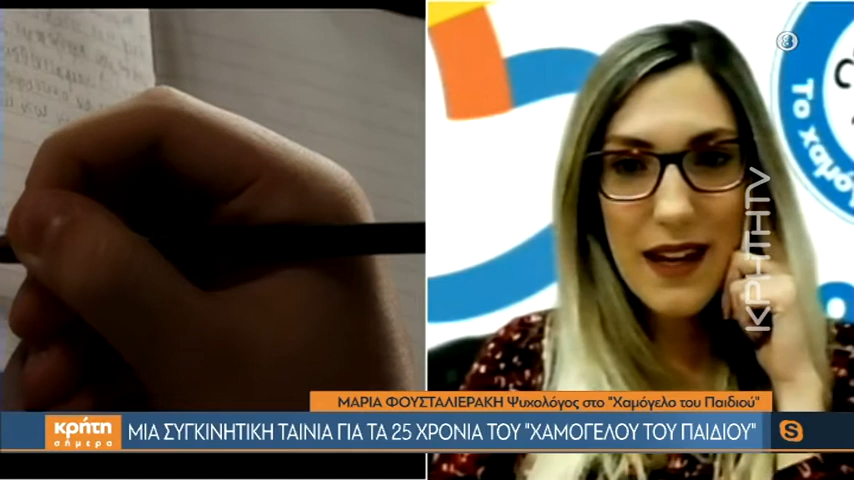 Το χαμόγ
ΚΡΗΤΗ TV
ΜΑΡΙΑ ΦΟΥΣΤΑΛΙΕΡΑΚΗ Ψυχολόγος στο "Χαμόγελο του Παιδιού"
κρήτη
σήμερα
ΜΙΑ ΣΥΓΚΙΝΗΤΙΚΗ ΤΑΙΝΙΑ ΓΙΑ ΤΑ 25 ΧΡΟΝΙΑ ΤΟΥ "ΧΑΜΟΓΕΛΟΥ ΤΟΥ ΠΑΙΔΙΟΥ"
S